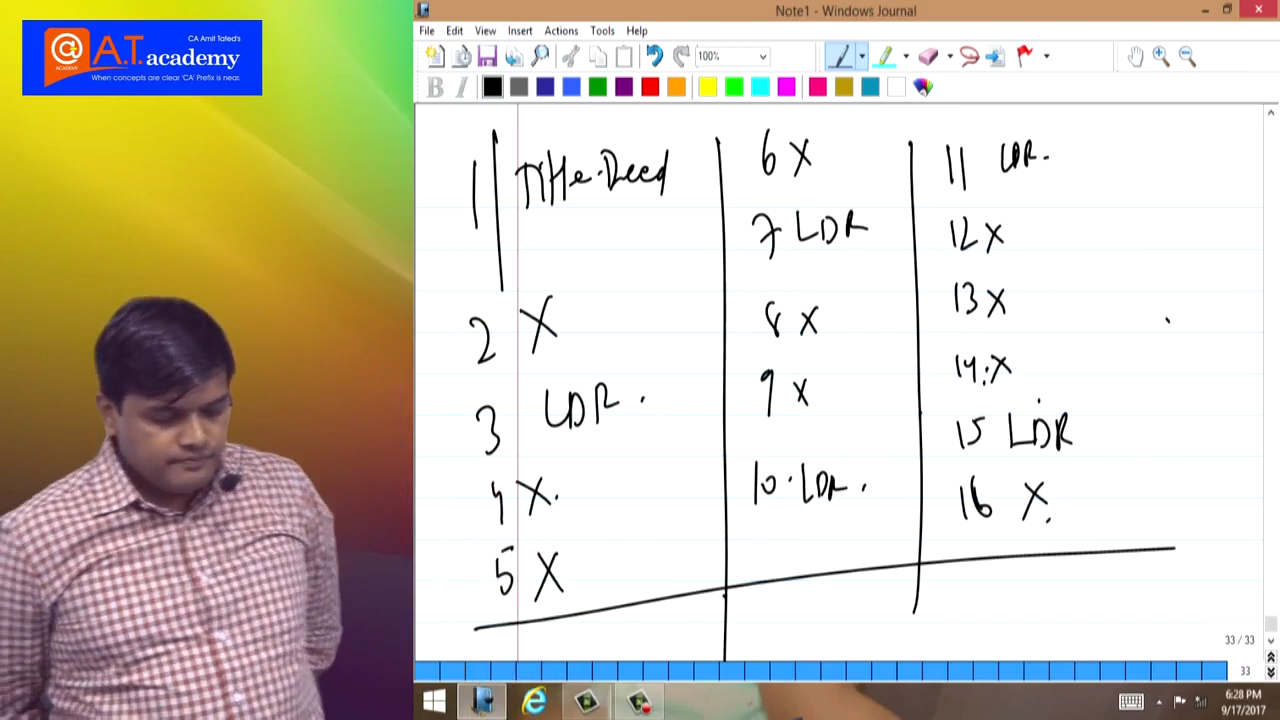 CA Amit Tated's
@ A.T. academy
ACADEMY
When concepts are clear 'CA' Prefix is near.
Note1 - Windows Journal
File Edit View Insert Actions Tools Help
100%
B I
1 Title Deed
2 X
3 LDR.
4 X.
5 X
6 X
7 LDR
8 X
9 X
10. LDR.
11 LDR.
12 X
13 X
14. X
15 LDR
16 X.
33 / 33
33
6:28 PM
9/17/2017